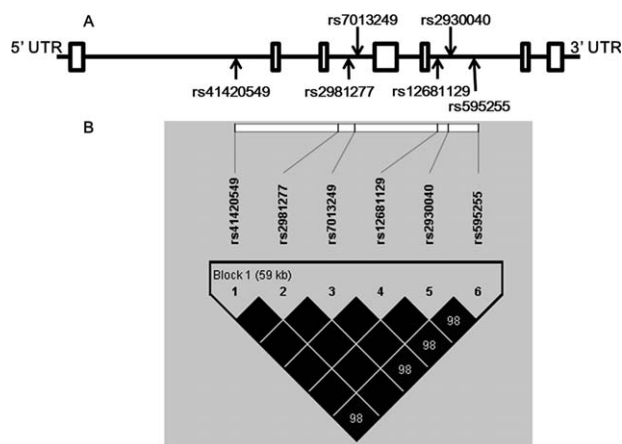 A
rs7013249 rs2930040
5' UTR 3' UTR
rs41420549 rs2981277 rs12681129
rs595255
B
rs41420549
rs2981277
rs7013249
rs12681129
rs2930040
rs595255
Block 1 (59 kb)
1 2 3 4 5 6
98
98
98
98
98